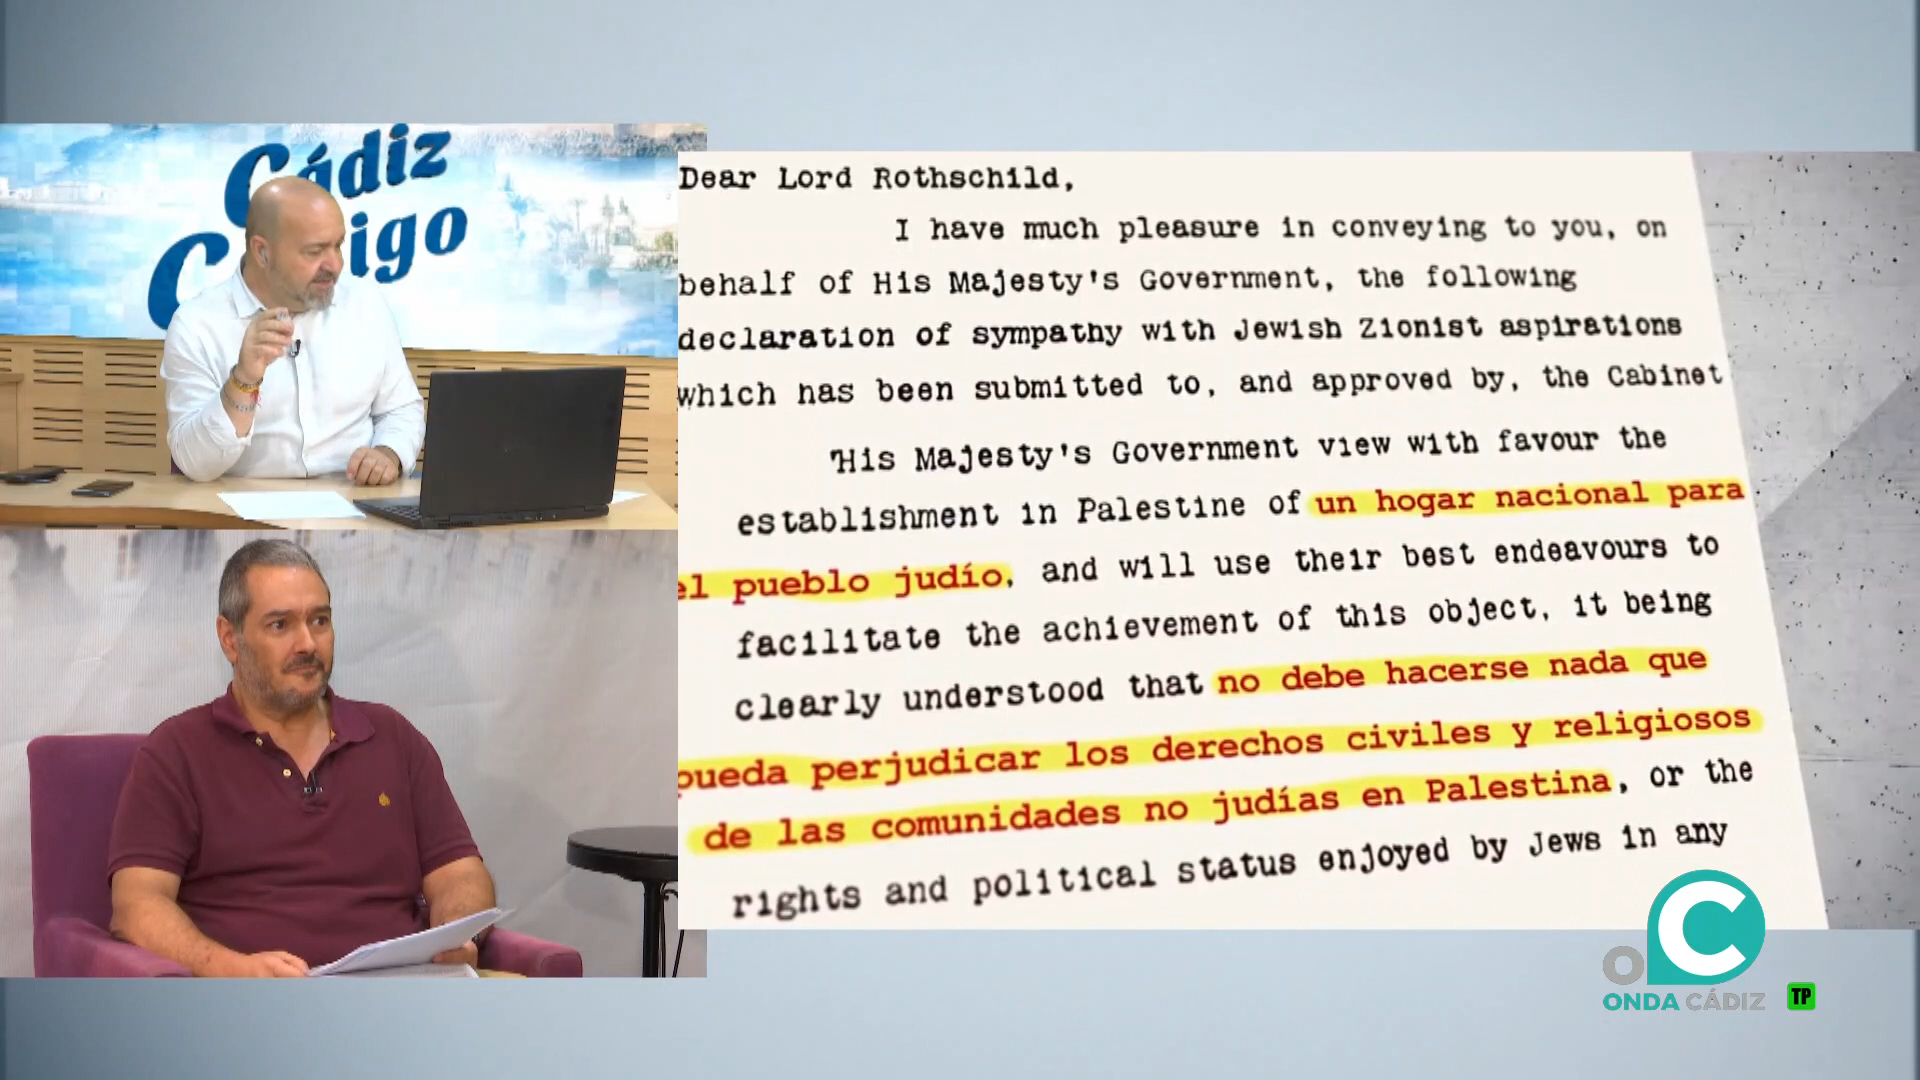 Cádiz
Dear Lord Rothschild,
I have much pleasure in conveying to you, on
behalf of His Majesty's Government, the following
declaration of sympathy with Jewish Zionist aspirations
which has been submitted to, and approved by, the Cabinet
"His Majesty's Government view with favour the
establishment in Palestine of un hogar nacional para
el pueblo judío, and will use their best endeavours to
facilitate the achievement of this object, it being
clearly understood that no debe hacerse nada que
pueda perjudicar los derechos civiles y religiosos
de las comunidades no judías en Palestina, or the
rights and political status enjoyed by Jews in any
ONDA CÁDIZ
TP